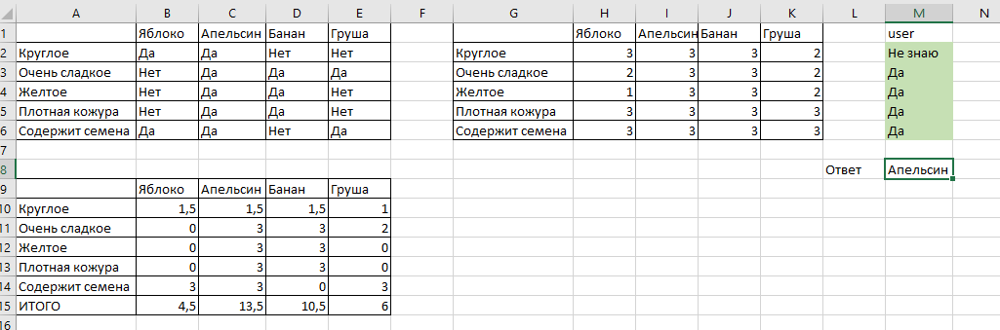 A B C D E F G H I J K L M N
1 Яблоко Апельсин Банан Груша Яблоко Апельсин Банан Груша user
2 Круглое Да Да Нет Нет Круглое 3 3 3 2 Не знаю
3 Очень сладкое Нет Да Да Нет Очень сладкое 2 3 3 2 Да
4 Желтое Нет Да Да Нет Желтое 1 3 3 2 Да
5 Плотная кожура Нет Да Да Нет Плотная кожура 3 3 3 3 Да
6 Содержит семена Да Да Нет Да Содержит семена 3 3 3 3 Да
7
8 Ответ Апельсин
9 Яблоко Апельсин Банан Груша
10 Круглое 1,5 1,5 1,5 1
11 Очень сладкое 0 3 3 2
12 Желтое 0 3 3 0
13 Плотная кожура 0 3 3 0
14 Содержит семена 3 3 0 3
15 ИТОГО 4,5 13,5 10,5 6
16